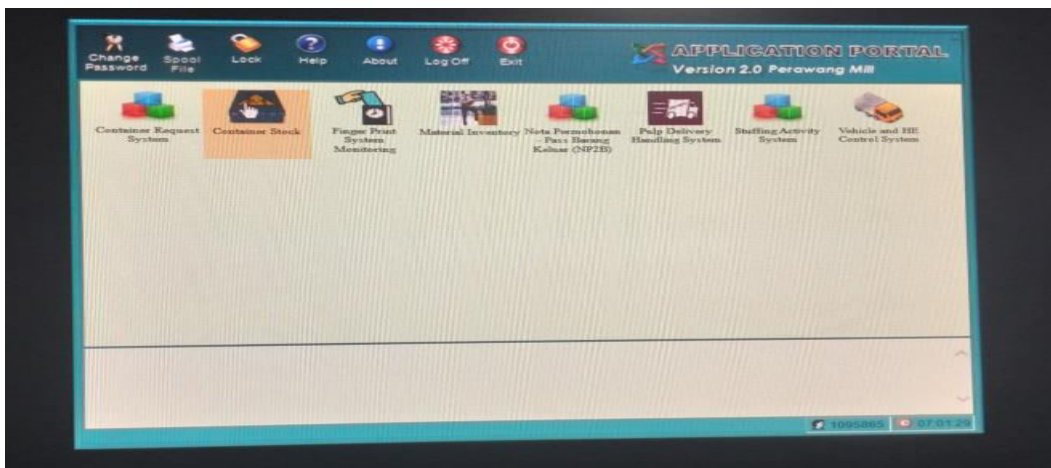 Change
Password
Spool
File
Lock
Help
About
Log Off
Exit
APPLICATION PORTAL
Version 2.0 Perawang Mill
Container Request
System
Container Stock
Finger Print
System
Monitoring
Material Inventory
Nota Permohonan
- Pass Barang
Keluar (NP2B)
Pulp Delivery
Handling System
Stuffing Activity
System
Vehicle and HE
Control System
1095885
07:01:29